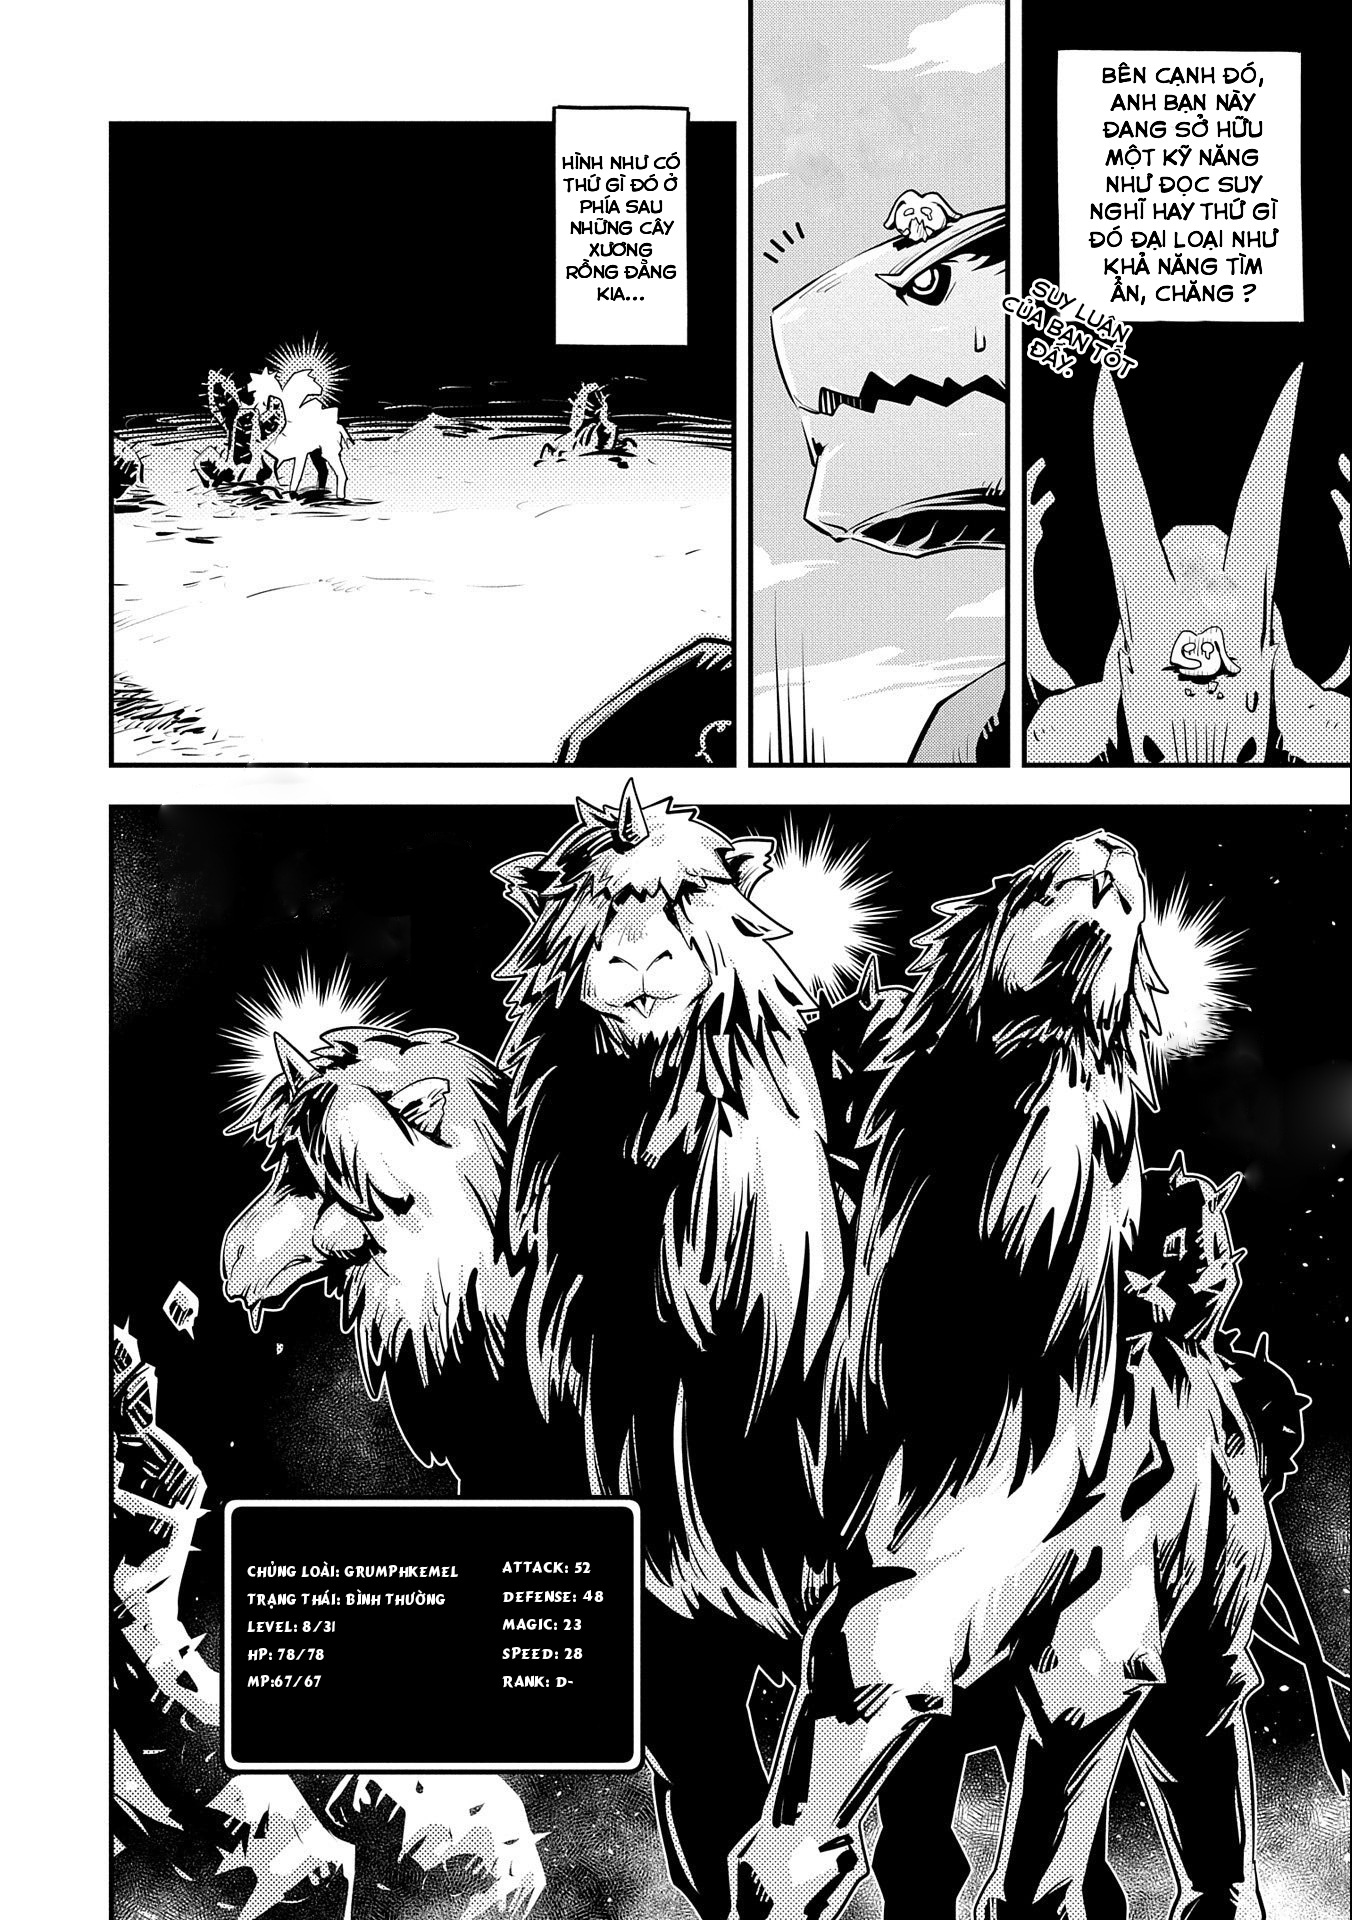 BÊN CẠNH ĐÓ,
ANH BẠN NÀY
ĐANG SỞ HỮU
MỘT KỸ NĂNG
NHƯ ĐỌC SUY
NGHĨ HAY THỨ GÌ
ĐÓ ĐẠI LOẠI NHƯ
KHẢ NĂNG TÌM
ẨN, CHĂNG ?
SUY LUẬN
CỦA BẠN TỐT
ĐẤY.
HÌNH NHƯ CÓ
THỨ GÌ ĐÓ Ở
PHÍA SAU
NHỮNG CÂY
XƯƠNG
RỒNG ĐẰNG
KIA...
CHỦNG LOÀI: GRUMPHKEMEL
TRẠNG THÁI: BÌNH THƯỜNG
LEVEL: 8/31
HP: 78/78
MP:67/67
ATTACK: 52
DEFENSE: 48
MAGIC: 23
SPEED: 28
RANK: D-